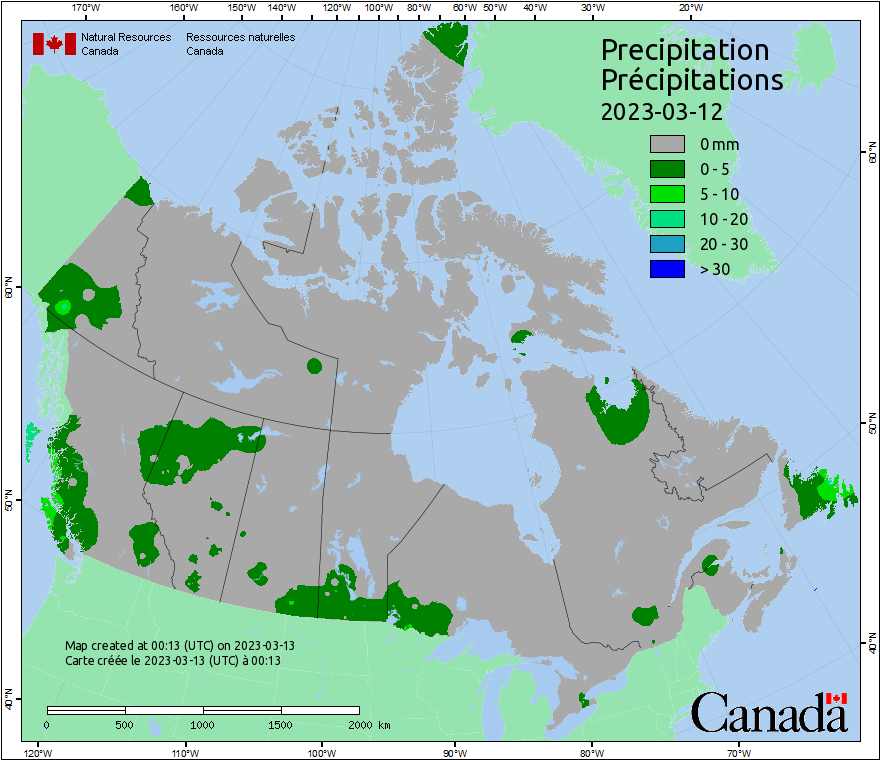 170°W 160°W 150°W 140°W 130°W 120°W 110°W 100°W 90°W 80°W 60°W 50°W 40°W 30°W 20°W
Natural Resources Ressources naturelles
Canada Canada
Precipitation
Précipitations
2023-03-12
0 mm
0 - 5
5 - 10
10 - 20
20 - 30
> 30
60°N
60°N
50°N
50°N
40°N
40°N
Map created at 00:13 (UTC) on 2023-03-13
Carte créée le 2023-03-13 (UTC) à 00:13
0 500 1000 1500 2000 km
Canada
120°W 110°W 100°W 90°W 80°W 70°W